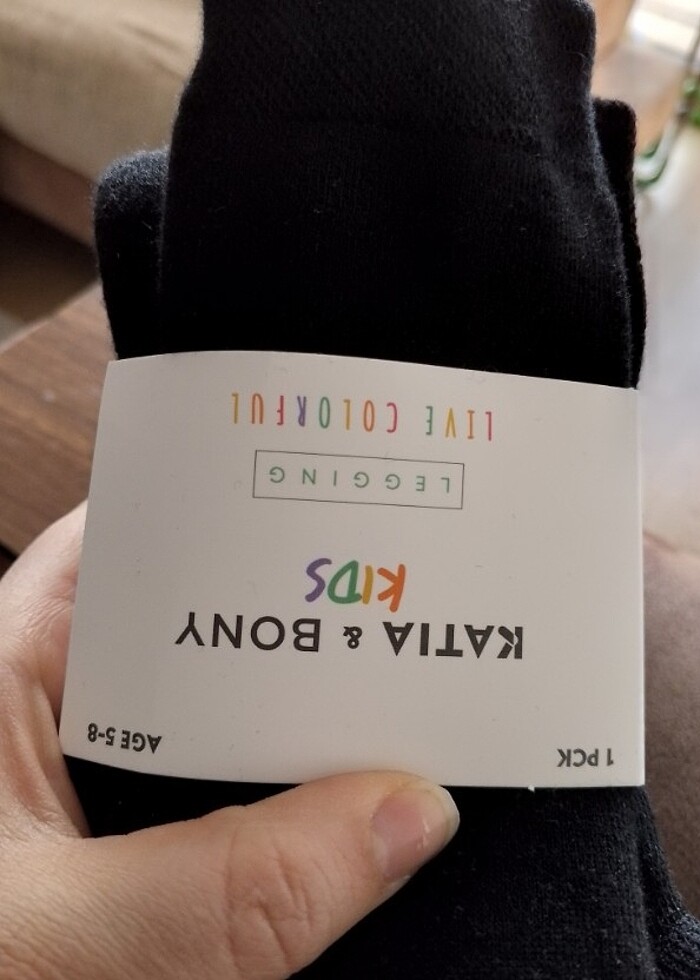 1 PCK AGE 5-8
KATIA & BONY
KIDS
LEGGING
LIVE COLORFUL